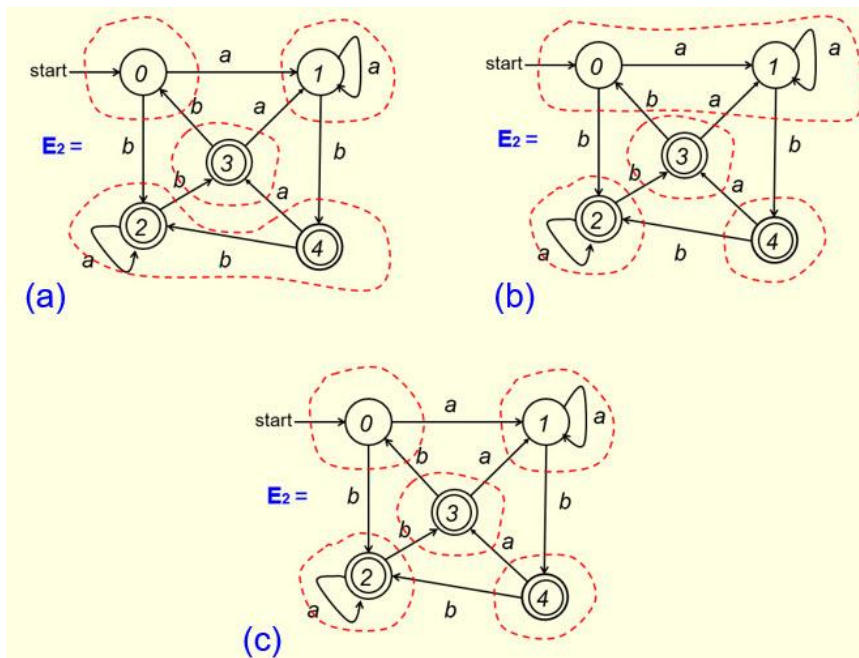 0 a 1 a
start
b b a
E₂ = b 3 b
b a
2 4
a b
(a)
0 a 1 a
start
b b a
E₂ = b 3 b
b a
2 4
a b
(b)
0 a 1 a
start
b b a
E₂ = b 3 b
b a
2 4
a b
(c)